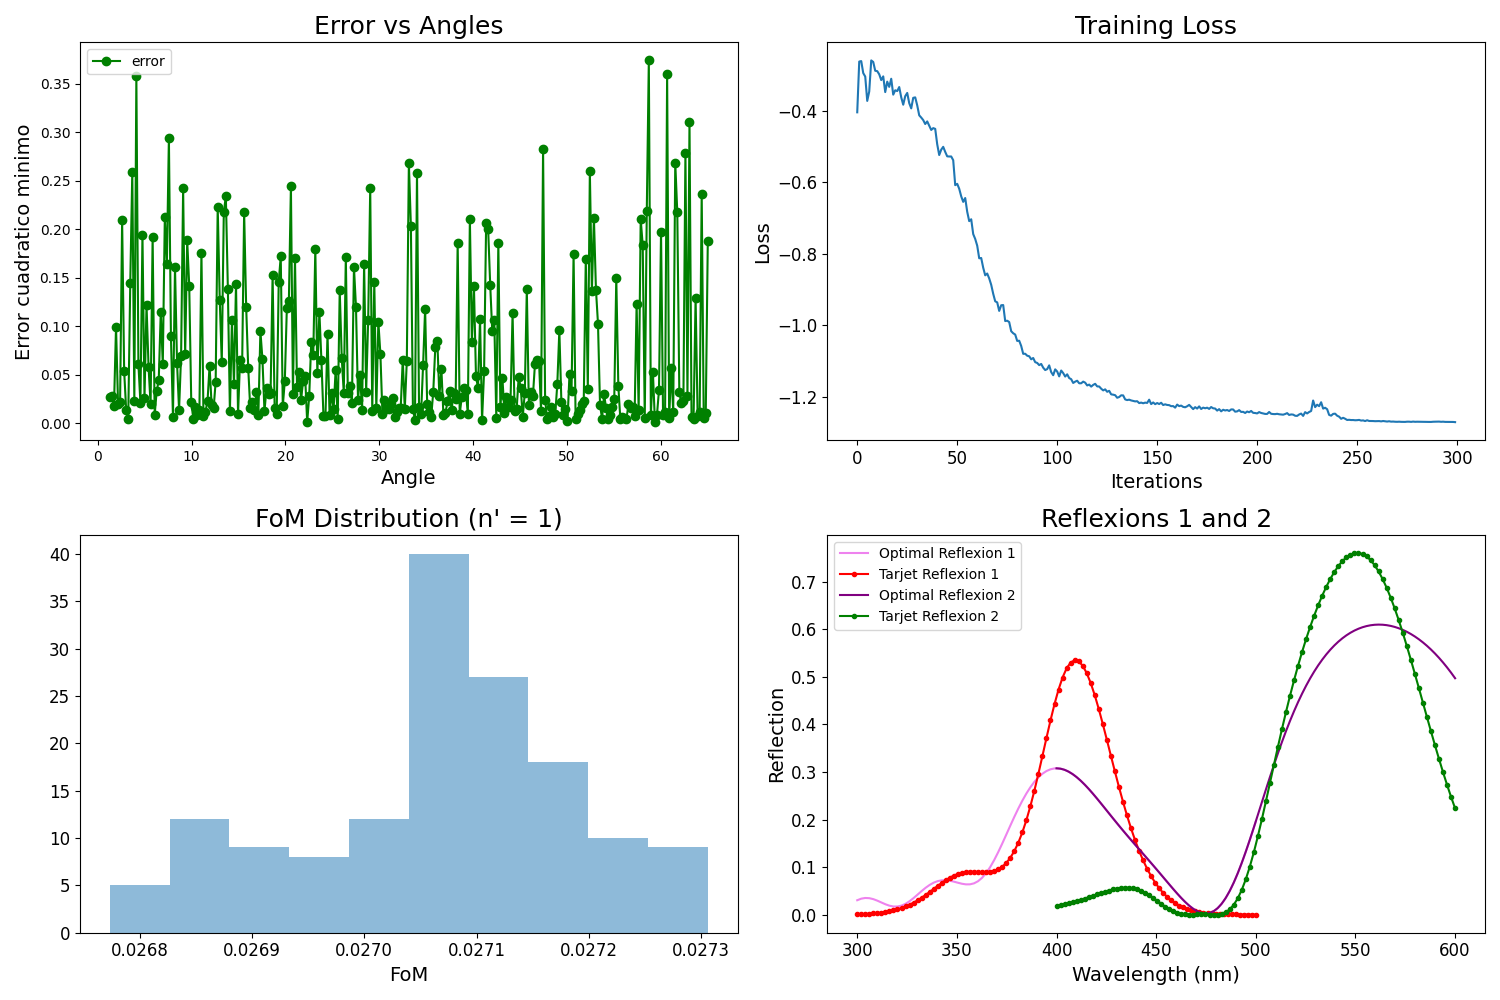 Error vs Angles
error
0.35
0.30
0.25
0.20
0.15
0.10
0.05
0.00
Error cuadratico minimo
0 10 20 30 40 50 60
Angle
Training Loss
−0.4
−0.6
−0.8
−1.0
−1.2
Loss
0 50 100 150 200 250 300
Iterations
FoM Distribution (n' = 1)
40
35
30
25
20
15
10
5
0
0.0268 0.0269 0.0270 0.0271 0.0272 0.0273
FoM
Reflexions 1 and 2
Optimal Reflexion 1
Tarjet Reflexion 1
Optimal Reflexion 2
Tarjet Reflexion 2
0.7
0.6
0.5
0.4
0.3
0.2
0.1
0.0
Reflection
300 350 400 450 500 550 600
Wavelength (nm)